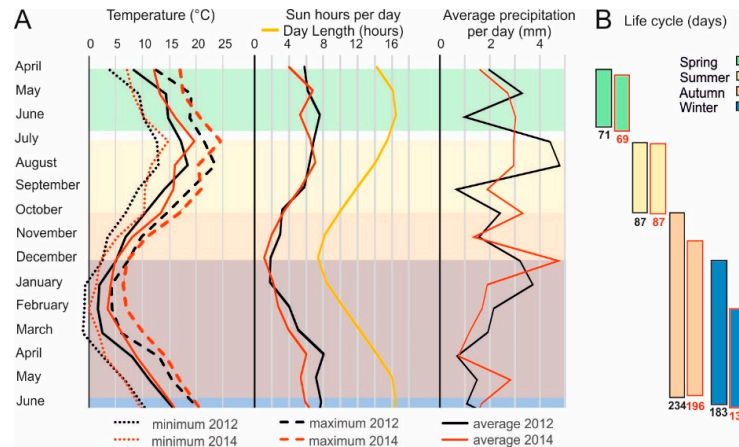 A
Temperature (°C)
0 5 10 15 20 25
Sun hours per day
Day Length (hours)
0 4 8 12 16
Average precipitation
per day (mm)
0 2 4
B
Life cycle (days)
Spring
Summer
Autumn
Winter
April
May
June
July
August
September
October
November
December
January
February
March
April
May
June
71
69
87
87
234
196
183
minimum 2012
minimum 2014
maximum 2012
maximum 2014
average 2012
average 2014